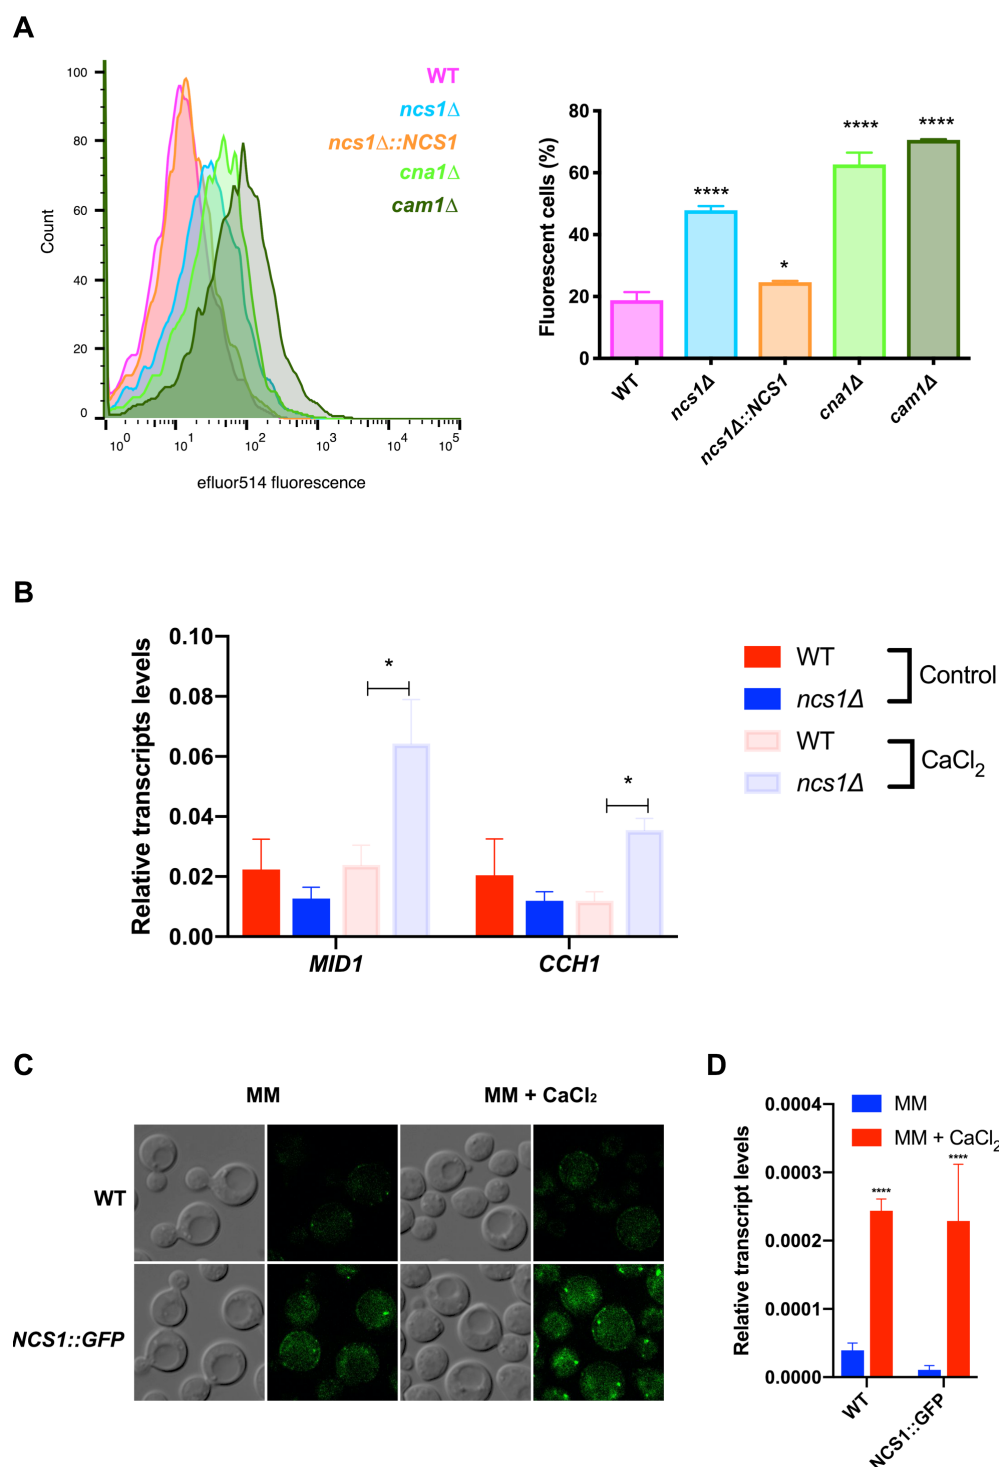 A
WT
ncs1Δ
ncs1Δ::NCS1
cna1Δ
cam1Δ
Count
100
80
60
40
20
0
10^0 10^1 10^2 10^3 10^4 10^5
efluor514 fluorescence
Fluorescent cells (%)
80
60
40
20
0
****
*
****
****
WT
ncs1Δ
ncs1Δ::NCS1
cna1Δ
cam1Δ
B
Relative transcripts levels
0.10
0.08
0.06
0.04
0.02
0.00
*
*
MID1 CCH1
WT
ncs1Δ
Control
WT
ncs1Δ
CaCl₂
C
MM MM + CaCl₂
WT
NCS1::GFP
D
Relative transcript levels
0.0004
0.0003
0.0002
0.0001
0.0000
MM
MM + CaCl₂
****
****
WT
NCS1::GFP